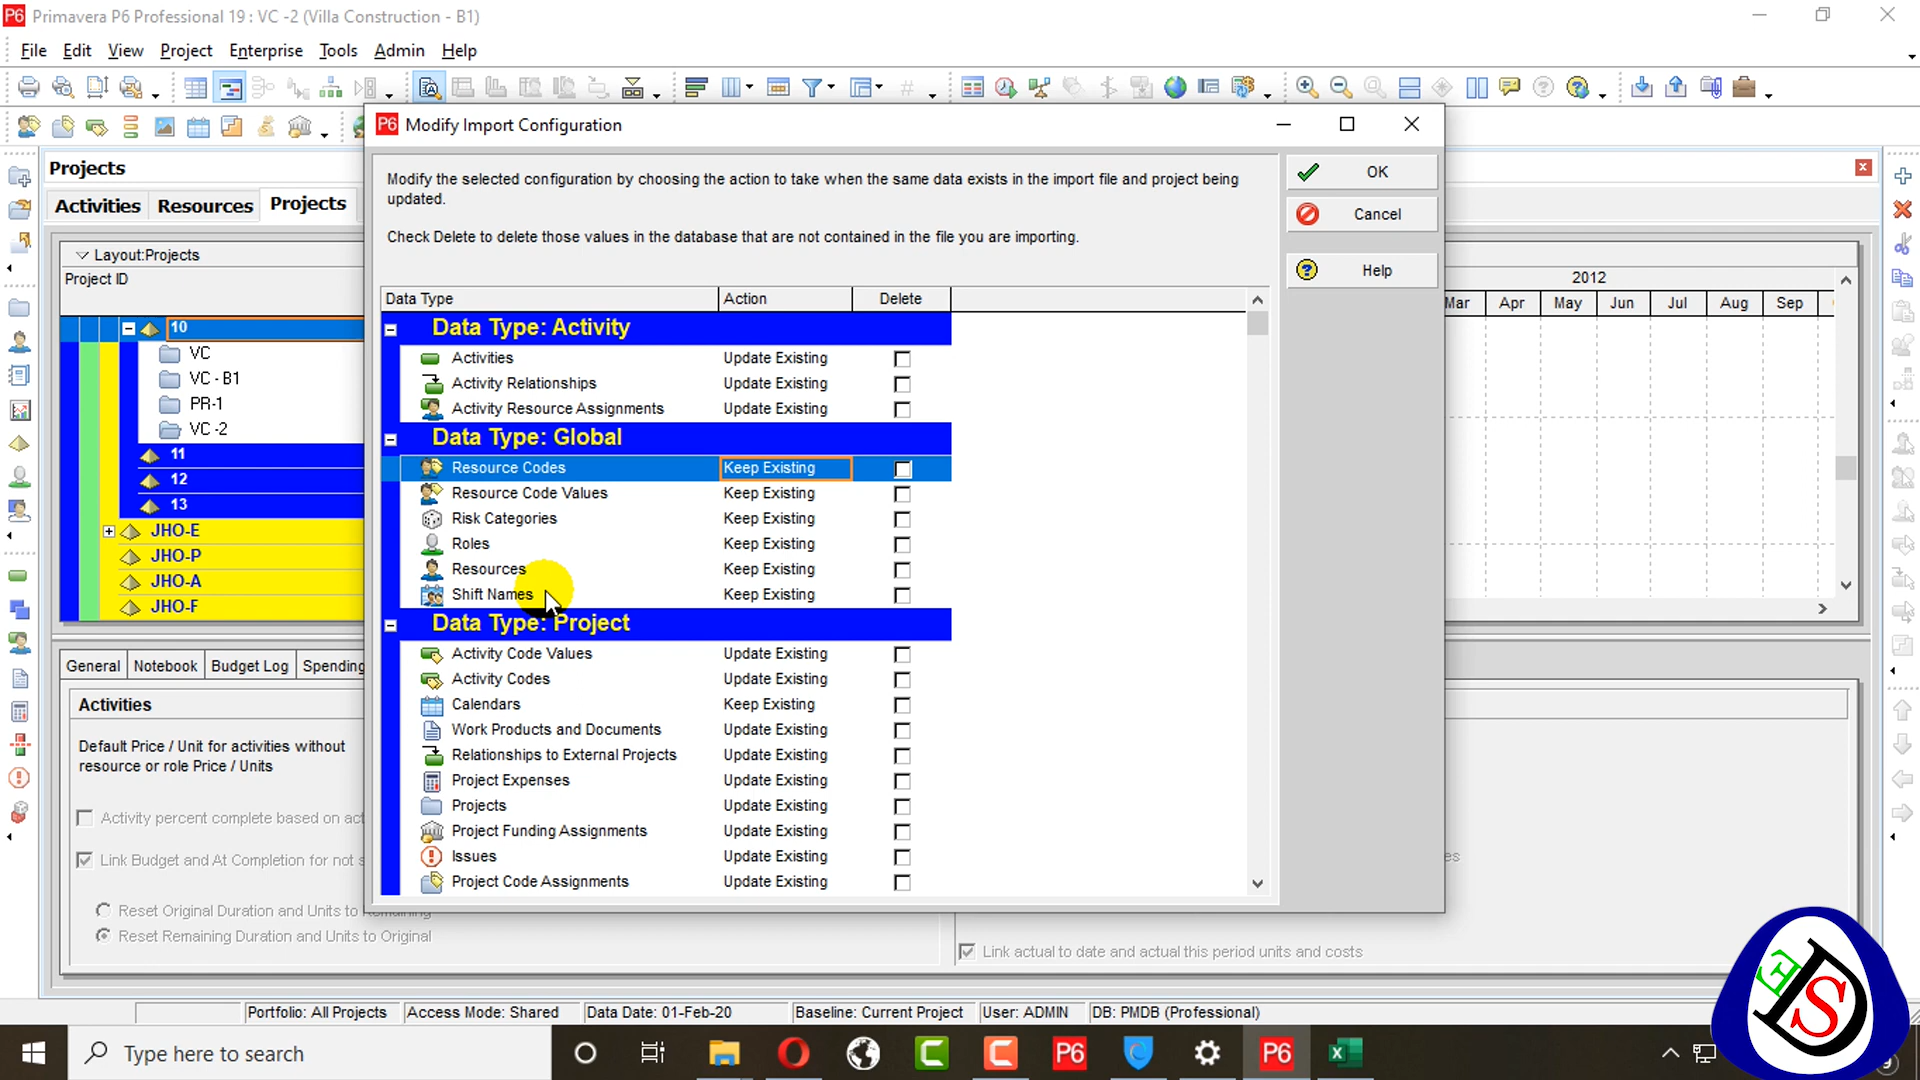 Primavera P6 Professional 19 : VC -2 (Villa Construction - B1)
File Edit View Project Enterprise Tools Admin Help
P6 Modify Import Configuration
Modify the selected configuration by choosing the action to take when the same data exists in the import file and project being
updated.
Check Delete to delete those values in the database that are not contained in the file you are importing.
OK
Cancel
Help
Data Type Action Delete
Data Type: Activity
Activities Update Existing
Activity Relationships Update Existing
Activity Resource Assignments Update Existing
Data Type: Global
Resource Codes Keep Existing
Resource Code Values Keep Existing
Risk Categories Keep Existing
Roles Keep Existing
Resources Keep Existing
Shift Names Keep Existing
Data Type: Project
Activity Code Values Update Existing
Activity Codes Update Existing
Calendars Keep Existing
Work Products and Documents Update Existing
Relationships to External Projects Update Existing
Project Expenses Update Existing
Projects Update Existing
Project Funding Assignments Update Existing
Issues Update Existing
Project Code Assignments Update Existing
Projects
Activities Resources Projects
Layout:Projects
Project ID
10
VC
VC - B1
PR-1
VC -2
11
12
13
JHO-E
JHO-P
JHO-A
JHO-F
2012
Mar Apr May Jun Jul Aug Sep
General Notebook Budget Log Spending
Activities
Default Price / Unit for activities without
resource or role Price / Units
Activity percent complete based on act
Link Budget and At Completion for not s
Reset Original Duration and Units to Remaining
Reset Remaining Duration and Units to Original
Link actual to date and actual this period units and costs
Portfolio: All Projects Access Mode: Shared Data Date: 01-Feb-20 Baseline: Current Project User: ADMIN DB: PMDB (Professional)
Type here to search
P6 P6